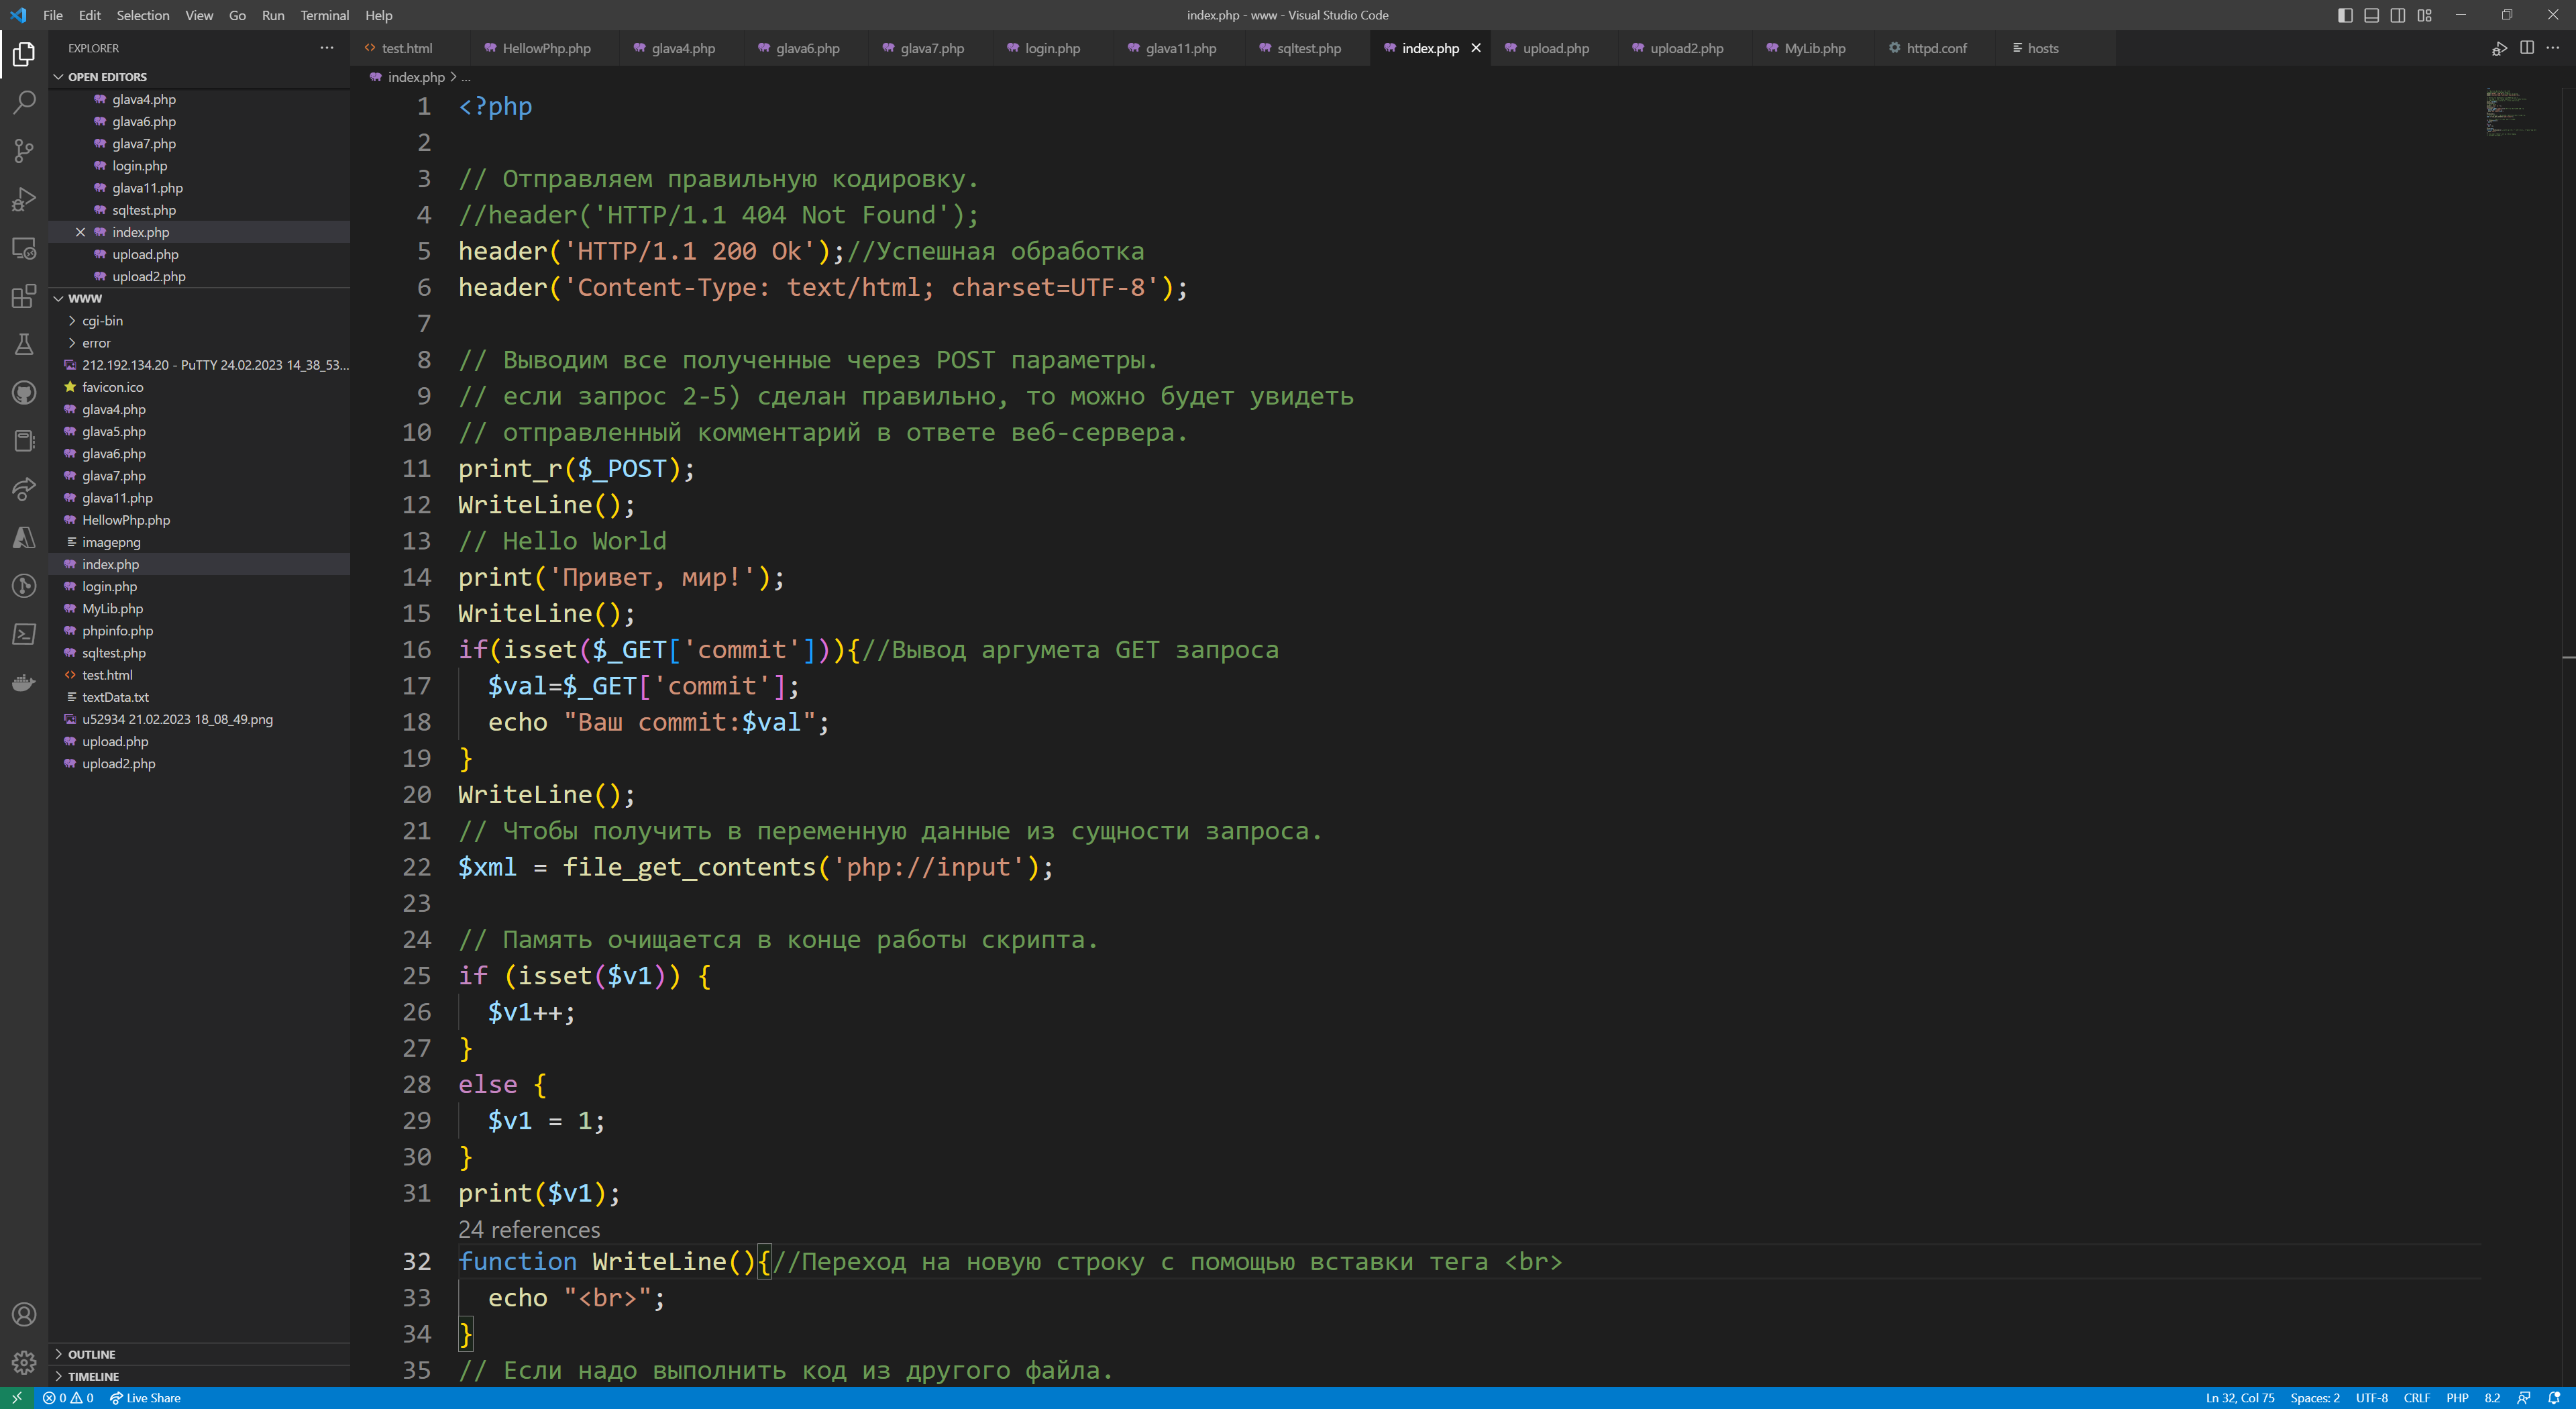 File Edit Selection View Go Run Terminal Help
index.php - www - Visual Studio Code
EXPLORER
test.html HellowPhp.php glava4.php glava6.php glava7.php login.php glava11.php sqltest.php index.php upload.php upload2.php MyLib.php httpd.conf hosts
OPEN EDITORS
glava4.php
glava6.php
glava7.php
login.php
glava11.php
sqltest.php
index.php
upload.php
upload2.php
WWW
cgi-bin
error
212.192.134.20 - PuTTY 24.02.2023 14_38_53...
favicon.ico
glava4.php
glava5.php
glava6.php
glava7.php
glava11.php
HellowPhp.php
imagepng
index.php
login.php
MyLib.php
phpinfo.php
sqltest.php
test.html
textData.txt
u52934 21.02.2023 18_08_49.png
upload.php
upload2.php
OUTLINE
TIMELINE
index.php > ...
1 <?php
2
3 // Отправляем правильную кодировку.
4 //header('HTTP/1.1 404 Not Found');
5 header('HTTP/1.1 200 Ok');//Успешная обработка
6 header('Content-Type: text/html; charset=UTF-8');
7
8 // Выводим все полученные через POST параметры.
9 // если запрос 2-5) сделан правильно, то можно будет увидеть
10 // отправленный комментарий в ответе веб-сервера.
11 print_r($_POST);
12 WriteLine();
13 // Hello World
14 print('Привет, мир!');
15 WriteLine();
16 if(isset($_GET['commit'])){//Вывод аргумета GET запроса
17 $val=$_GET['commit'];
18 echo "Ваш commit:$val";
19 }
20 WriteLine();
21 // Чтобы получить в переменную данные из сущности запроса.
22 $xml = file_get_contents('php://input');
23
24 // Память очищается в конце работы скрипта.
25 if (isset($v1)) {
26 $v1++;
27 }
28 else {
29 $v1 = 1;
30 }
31 print($v1);
24 references
32 function WriteLine(){//Переход на новую строку с помощью вставки тега <br>
33 echo "<br>";
34 }
35 // Если надо выполнить код из другого файла.
0 0 Live Share
Ln 32, Col 75 Spaces: 2 UTF-8 CRLF PHP 8.2